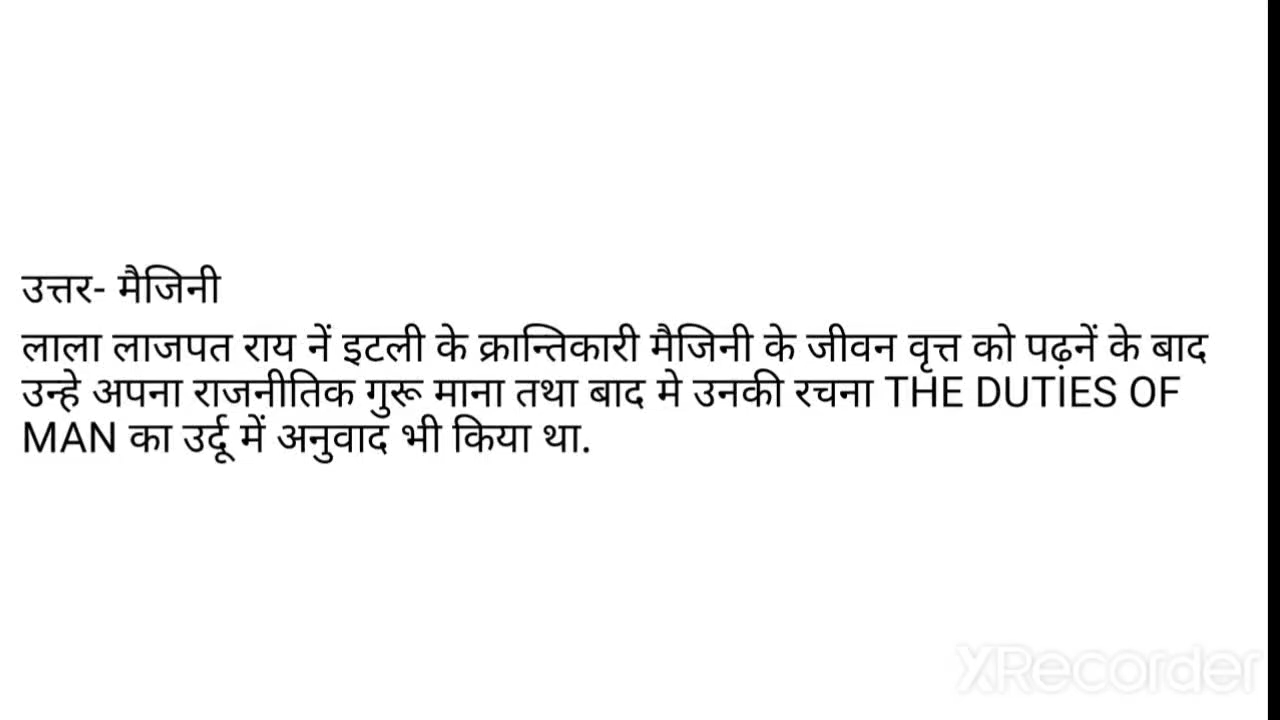 उत्तर- मैजिनी
लाला लाजपत राय नें इटली के क्रान्तिकारी मैजिनी के जीवन वृत्त को पढ़नें के बाद
उन्हे अपना राजनीतिक गुरू माना तथा बाद मे उनकी रचना THE DUTIES OF
MAN का उर्दू में अनुवाद भी किया था.
XRecorder